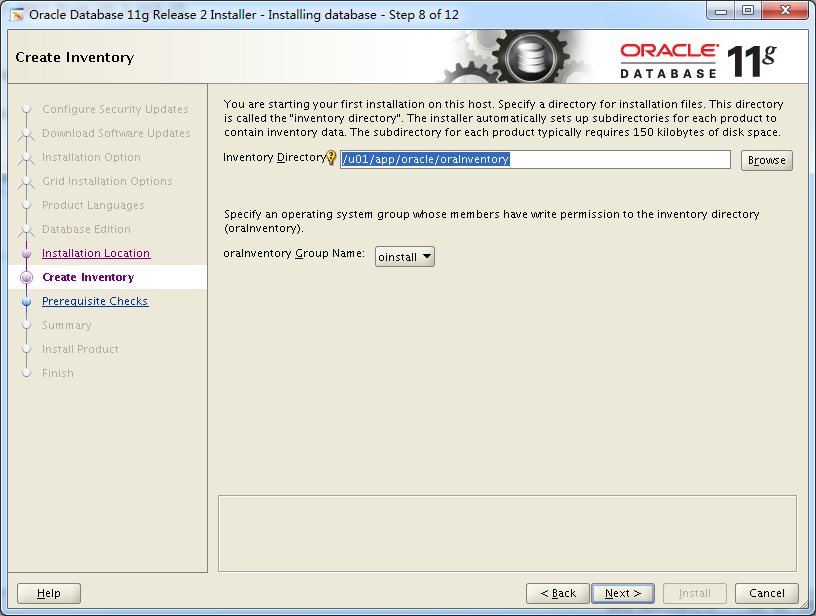 Oracle Database 11g Release 2 Installer - Installing database - Step 8 of 12
Create Inventory
ORACLE
DATABASE 11g
Configure Security Updates
Download Software Updates
Installation Option
Grid Installation Options
Product Languages
Database Edition
Installation Location
Create Inventory
Prerequisite Checks
Summary
Install Product
Finish
You are starting your first installation on this host. Specify a directory for installation files. This directory
is called the "inventory directory". The installer automatically sets up subdirectories for each product to
contain inventory data. The subdirectory for each product typically requires 150 kilobytes of disk space.
Inventory Directory /u01/app/oracle/oraInventory Browse
Specify an operating system group whose members have write permission to the inventory directory
(oraInventory).
oraInventory Group Name: oinstall
Help < Back Next > Install Cancel